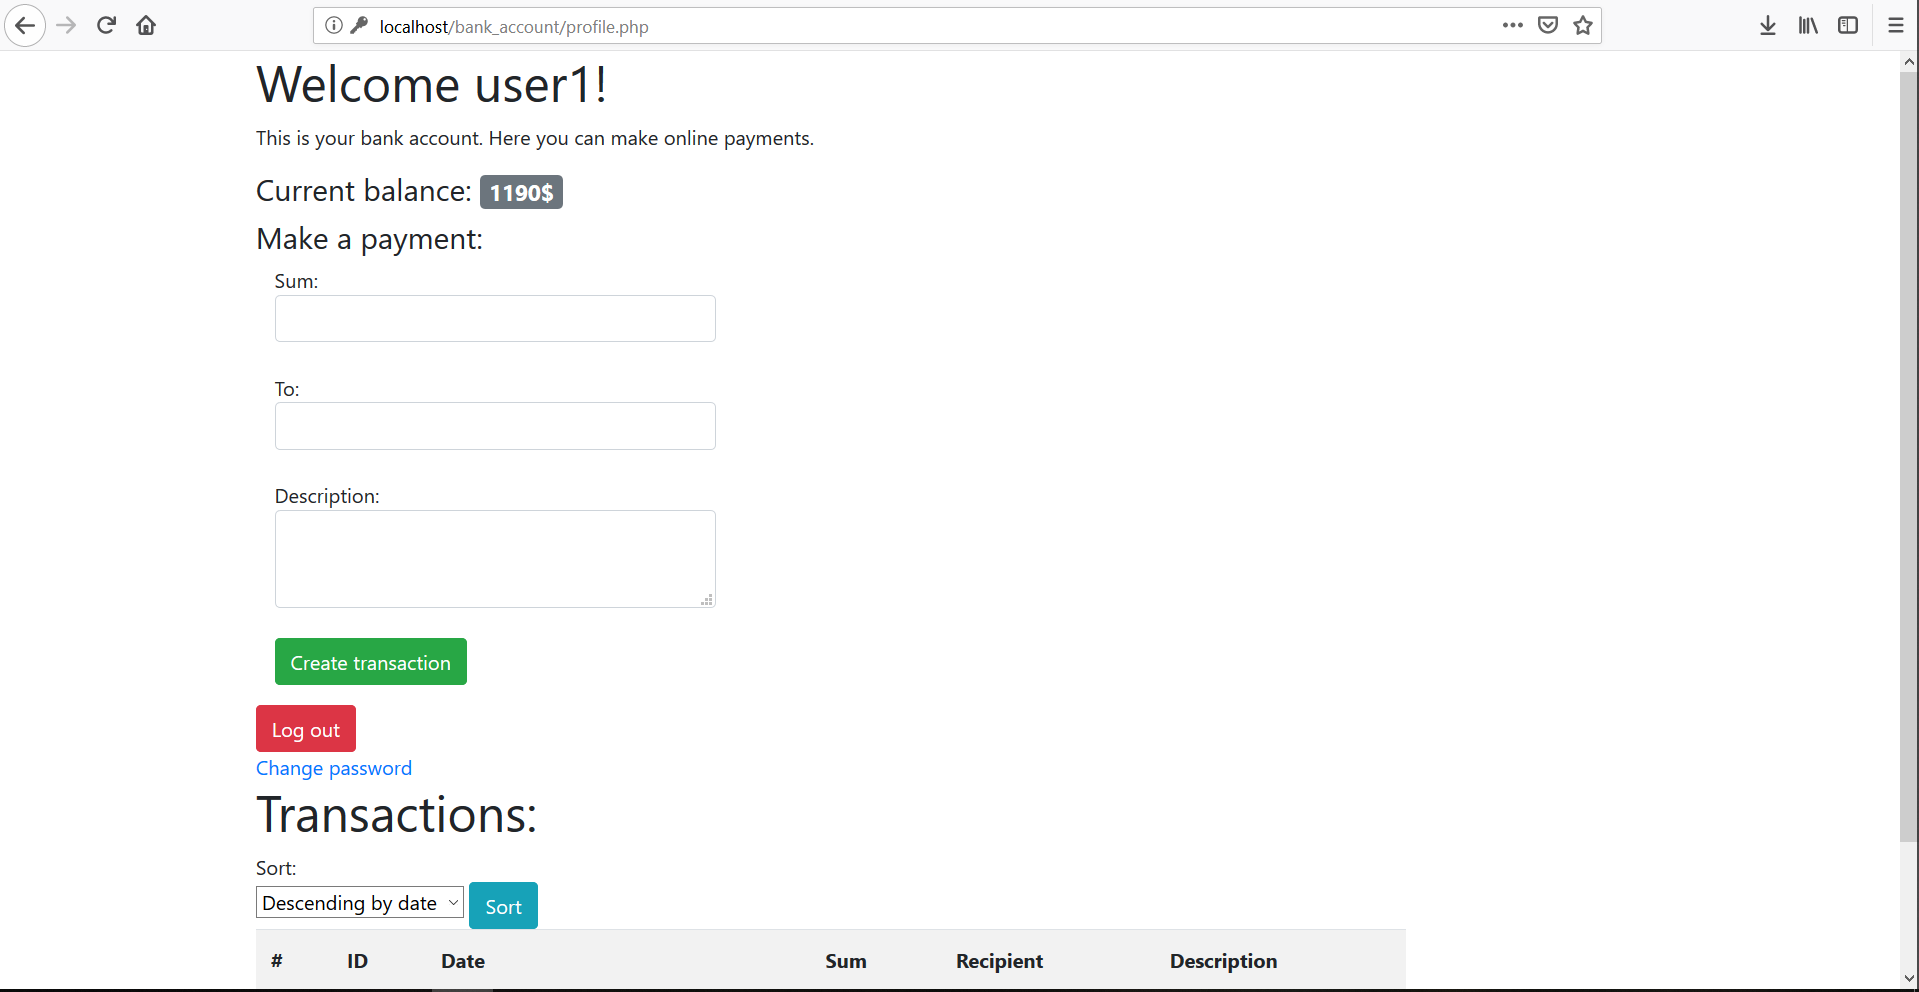 localhost/bank_account/profile.php
Welcome user1!
This is your bank account. Here you can make online payments.
Current balance: 1190$
Make a payment:
Sum:
To:
Description:
Create transaction
Log out
Change password
Transactions:
Sort:
Descending by date Sort
# ID Date Sum Recipient Description